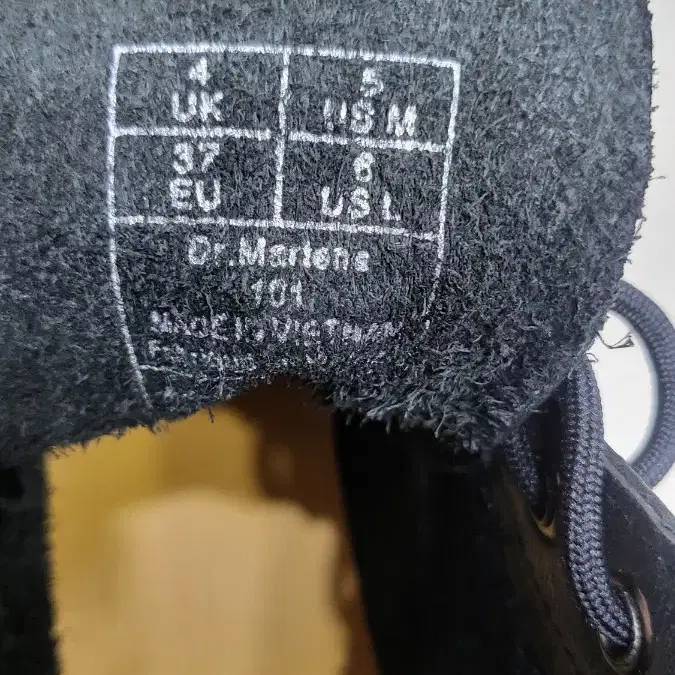 4 UK
5 US M
37 EU
6 US L
Dr.Martens
101
MADE IN VIETNAM